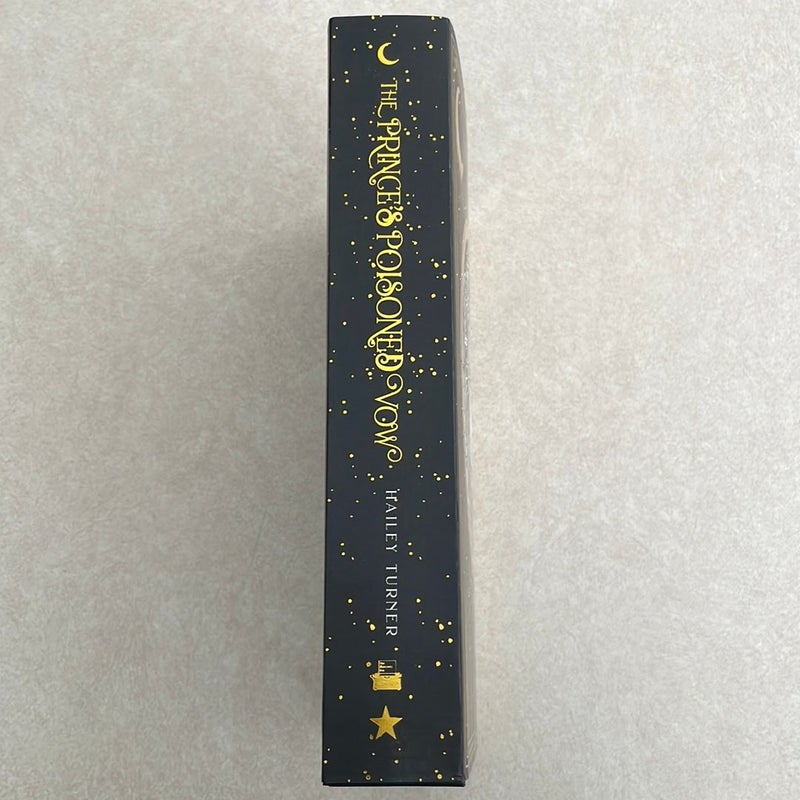 THE PRINCE'S POISONED VOW
HAILEY TURNER